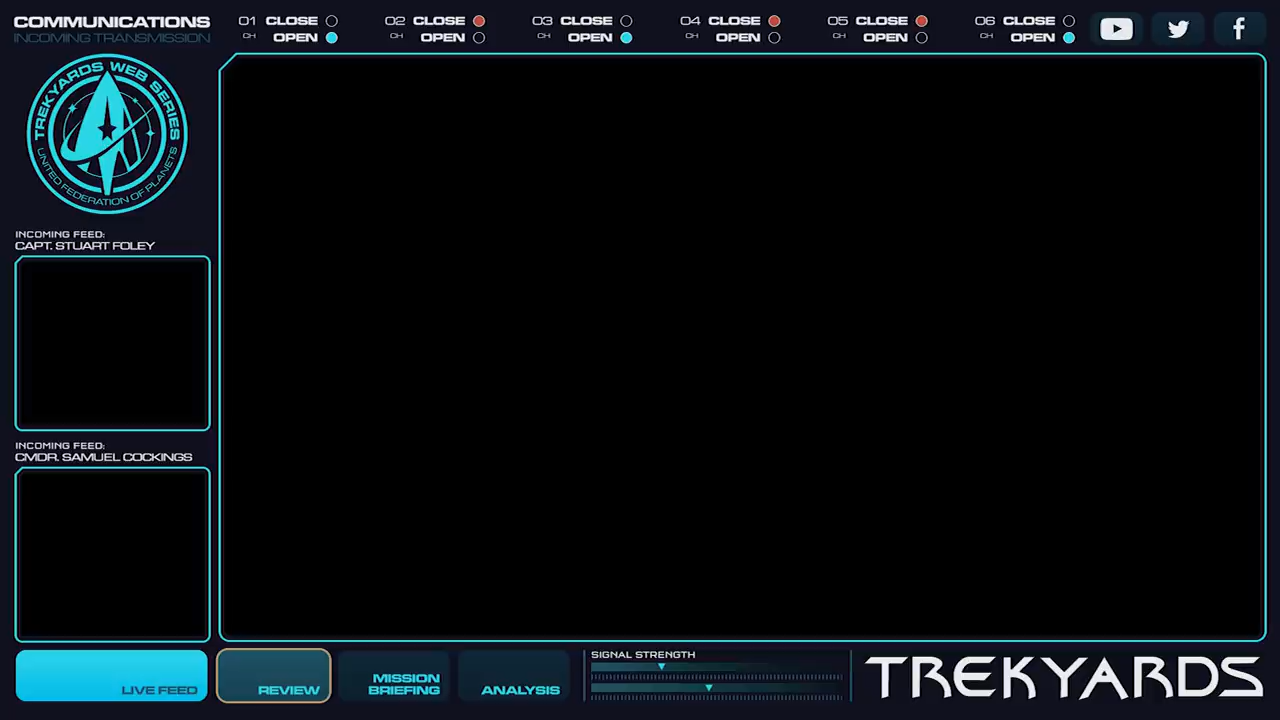 COMMUNICATIONS
INCOMING TRANSMISSION
01 CLOSE
CH OPEN
02 CLOSE
CH OPEN
03 CLOSE
CH OPEN
04 CLOSE
CH OPEN
05 CLOSE
CH OPEN
06 CLOSE
CH OPEN
TREKYARDS WEB SERIES
UNITED FEDERATION OF PLANETS
INCOMING FEED:
CAPT. STUART FOLEY
INCOMING FEED:
CMDR. SAMUEL COCKINGS
LIVE FEED
REVIEW
MISSION
BRIEFING
ANALYSIS
SIGNAL STRENGTH
TREKYARDS